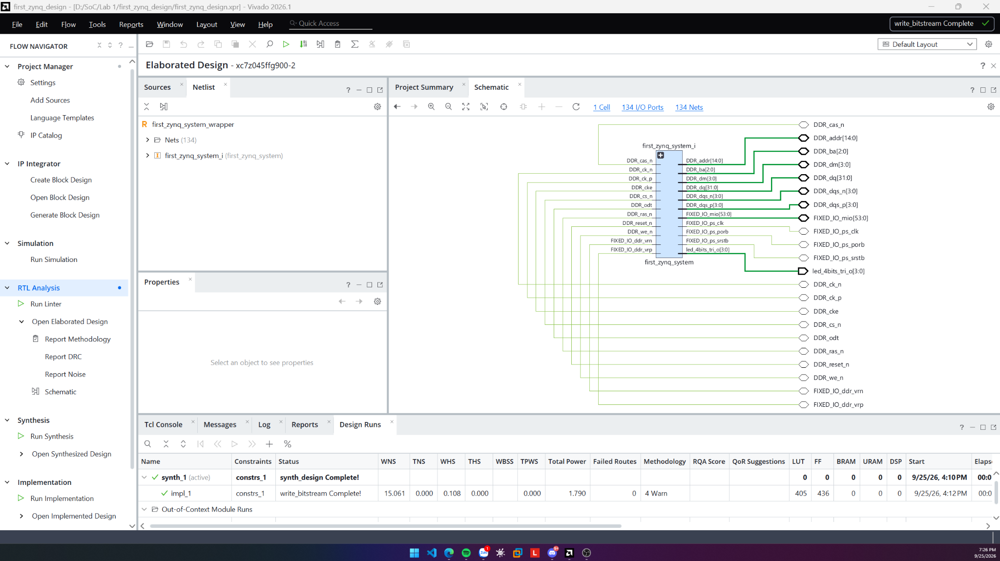 first_zynq_design - [D:/SoC/Lab 1/first_zynq_design/first_zynq_design.xpr] - Vivado 2026.1
File Edit Flow Tools Reports Window Layout View Help Quick Access write_bitstream Complete
FLOW NAVIGATOR
Default Layout
Elaborated Design - xc7z045ffg900-2
Project Manager
Settings
Add Sources
Language Templates
IP Catalog
IP Integrator
Create Block Design
Open Block Design
Generate Block Design
Simulation
Run Simulation
RTL Analysis
Run Linter
Open Elaborated Design
Report Methodology
Report DRC
Report Noise
Schematic
Synthesis
Run Synthesis
Open Synthesized Design
Implementation
Run Implementation
Open Implemented Design
Sources Netlist
first_zynq_system_wrapper
Nets (134)
first_zynq_system_i (first_zynq_system)
Properties
Select an object to see properties
Project Summary Schematic
1 Cell 134 I/O Ports 134 Nets
first_zynq_system_i
DDR_cas_n
DDR_ck_n
DDR_ck_p
DDR_cke
DDR_cs_n
DDR_odt
DDR_ras_n
DDR_reset_n
DDR_we_n
FIXED_IO_ddr_vrn
FIXED_IO_ddr_vrp
DDR_addr[14:0]
DDR_ba[2:0]
DDR_dm[3:0]
DDR_dq[31:0]
DDR_dqs_n[3:0]
DDR_dqs_p[3:0]
FIXED_IO_mio[53:0]
FIXED_IO_ps_clk
FIXED_IO_ps_porb
FIXED_IO_ps_srstb
led_4bits_tri_o[3:0]
first_zynq_system
DDR_cas_n
DDR_addr[14:0]
DDR_ba[2:0]
DDR_dm[3:0]
DDR_dq[31:0]
DDR_dqs_n[3:0]
DDR_dqs_p[3:0]
FIXED_IO_mio[53:0]
FIXED_IO_ps_clk
FIXED_IO_ps_porb
FIXED_IO_ps_srstb
led_4bits_tri_o[3:0]
DDR_ck_n
DDR_ck_p
DDR_cke
DDR_cs_n
DDR_odt
DDR_ras_n
DDR_reset_n
DDR_we_n
FIXED_IO_ddr_vrn
FIXED_IO_ddr_vrp
Tcl Console Messages Log Reports Design Runs
Name Constraints Status WNS TNS WHS THS WBSS TPWS Total Power Failed Routes Methodology RQA Score QoR Suggestions LUT FF BRAM URAM DSP Start Elaps
synth_1 (active) constrs_1 synth_design Complete! 0 0 0 0 0 9/25/26, 4:10 PM 00:0
impl_1 constrs_1 write_bitstream Complete! 15.061 0.000 0.108 0.000 0.000 1.790 0 4 Warn 405 436 0 0 0 9/25/26, 4:12 PM 00:0
Out-of-Context Module Runs
7:26 PM
9/25/2026